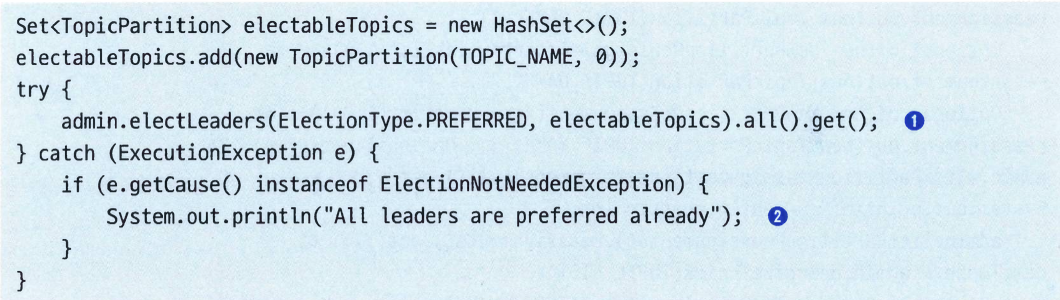 Set<TopicPartition> electableTopics = new HashSet<>();
electableTopics.add(new TopicPartition(TOPIC_NAME, 0));
try {
    admin.electLeaders(ElectionType.PREFERRED, electableTopics).all().get(); ❶
} catch (ExecutionException e) {
    if (e.getCause() instanceof ElectionNotNeededException) {
        System.out.println("All leaders are preferred already"); ❷
    }
}